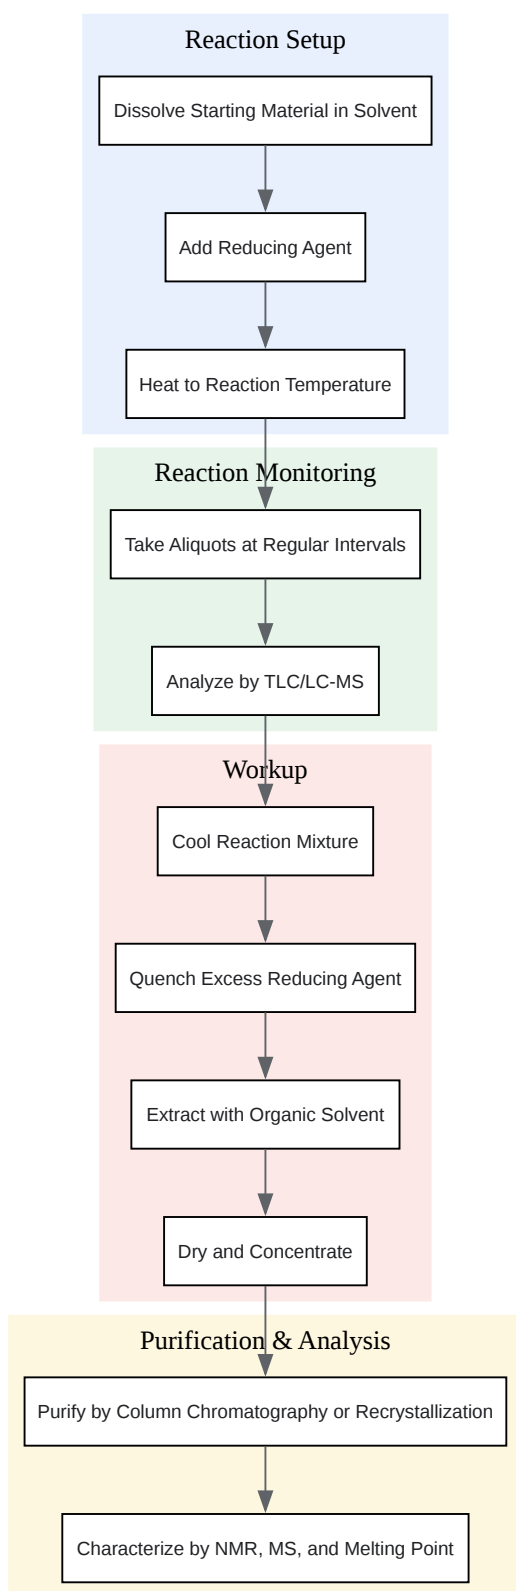 Reaction Setup
Dissolve Starting Material in Solvent
Add Reducing Agent
Heat to Reaction Temperature
Reaction Monitoring
Take Aliquots at Regular Intervals
Analyze by TLC/LC-MS
Workup
Cool Reaction Mixture
Quench Excess Reducing Agent
Extract with Organic Solvent
Dry and Concentrate
Purification & Analysis
Purify by Column Chromatography or Recrystallization
Characterize by NMR, MS, and Melting Point